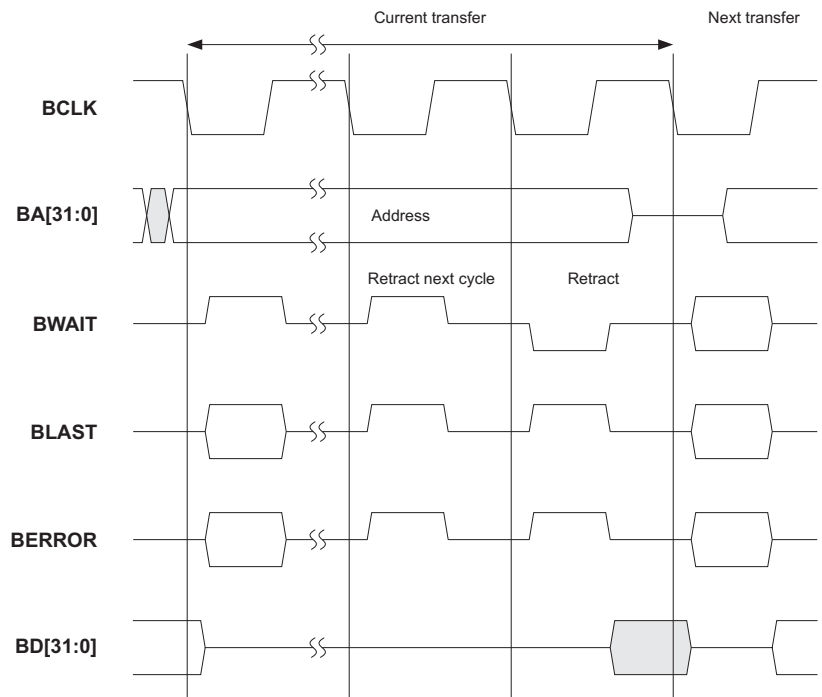 Current transfer
Next transfer
BCLK
BA[31:0]
Address
Retract next cycle
Retract
BWAIT
BLAST
BERROR
BD[31:0]